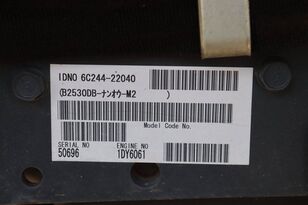 IDNO 6C244-22040
(B2530DB-ナンオウ-M2 )
Model Code No.
SERIAL NO ENGINE NO
50696 1DY6061